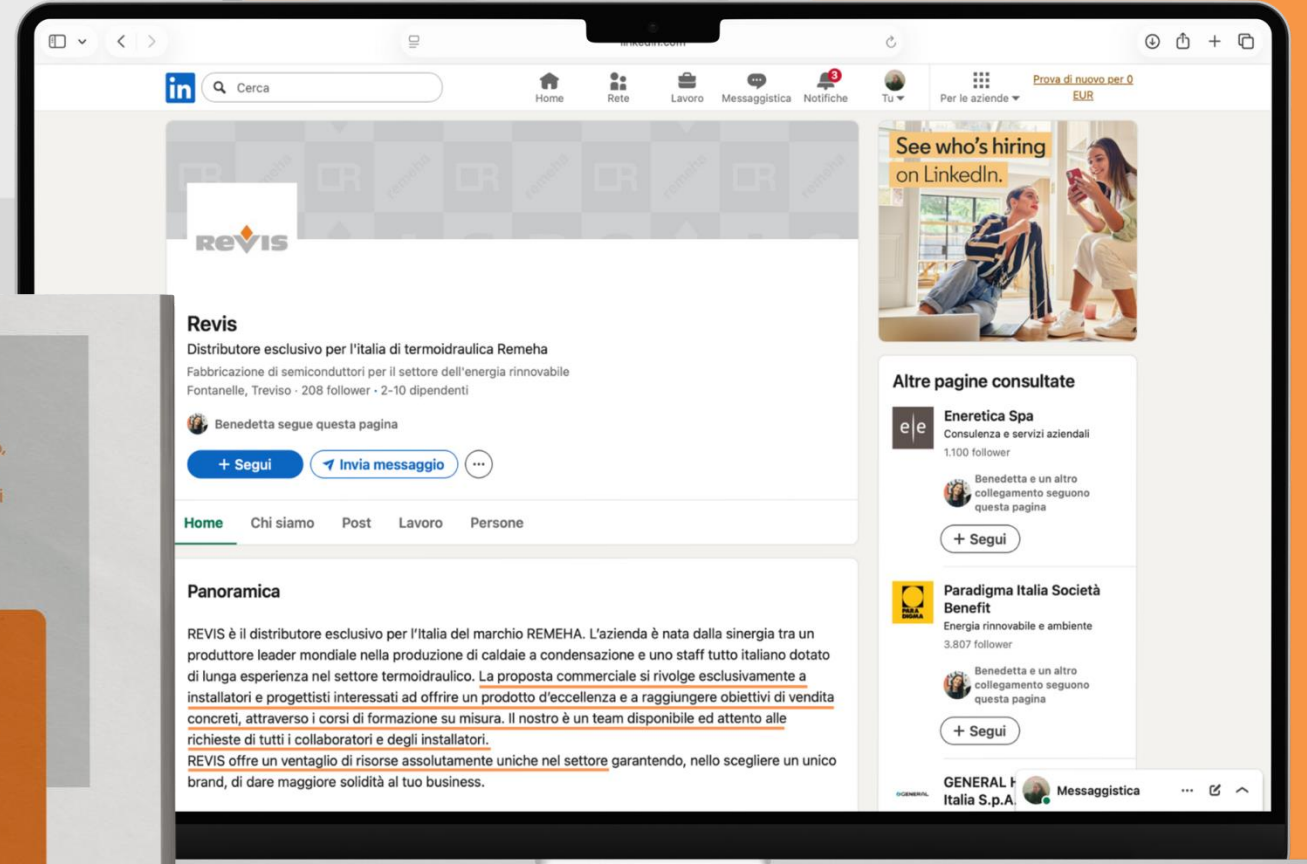 linkedin.com
in
Cerca
Home
Rete
Lavoro
Messaggistica
3
Notifiche
Tu
Per le aziende
Prova di nuovo per 0
EUR
remeha
REVIS
See who's hiring
on LinkedIn.
Revis
Distributore esclusivo per l'italia di termoidraulica Remeha
Fabbricazione di semiconduttori per il settore dell'energia rinnovabile
Fontanelle, Treviso · 208 follower · 2-10 dipendenti
Benedetta segue questa pagina
+ Segui
Invia messaggio
Home Chi siamo Post Lavoro Persone
Panoramica
REVIS è il distributore esclusivo per l'Italia del marchio REMEHA. L'azienda è nata dalla sinergia tra un
produttore leader mondiale nella produzione di caldaie a condensazione e uno staff tutto italiano dotato
di lunga esperienza nel settore termoidraulico. La proposta commerciale si rivolge esclusivamente a
installatori e progettisti interessati ad offrire un prodotto d'eccellenza e a raggiungere obiettivi di vendita
concreti, attraverso i corsi di formazione su misura. Il nostro è un team disponibile ed attento alle
richieste di tutti i collaboratori e degli installatori.
REVIS offre un ventaglio di risorse assolutamente uniche nel settore garantendo, nello scegliere un unico
brand, di dare maggiore solidità al tuo business.
Altre pagine consultate
e|e
Eneretica Spa
Consulenza e servizi aziendali
1.100 follower
Benedetta e un altro
collegamento seguono
questa pagina
+ Segui
PARADIGMA
Paradigma Italia Società
Benefit
Energia rinnovabile e ambiente
3.807 follower
Benedetta e un altro
collegamento seguono
questa pagina
+ Segui
GENERAL
GENERAL
Italia S.p.A.
Messaggistica